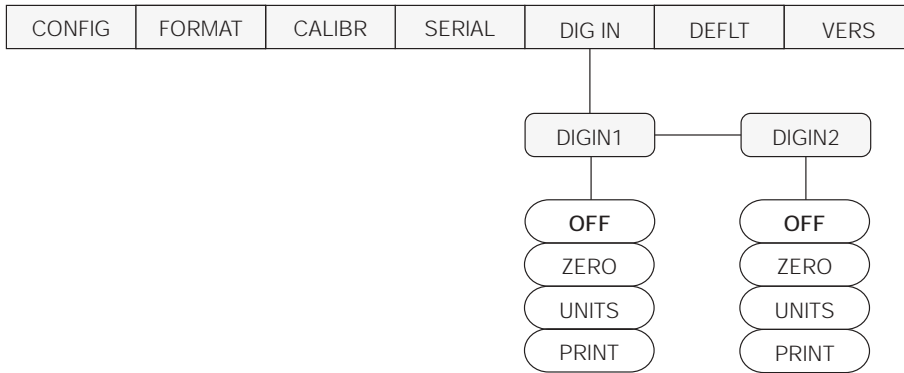 CONFIG FORMAT CALIBR SERIAL DIG IN DEFLT VERS
DIGIN1 DIGIN2
OFF OFF
ZERO ZERO
UNITS UNITS
PRINT PRINT